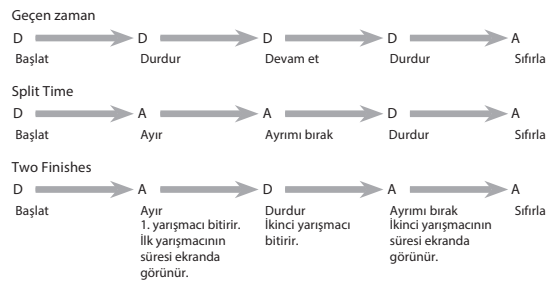 Geçen zaman
D D D D A
Başlat Durdur Devam et Durdur Sıfırla
Split Time
D A A D A
Başlat Ayır Ayrımı bırak Durdur Sıfırla
Two Finishes
D A D A A
Başlat Ayır Durdur Ayrımı bırak Sıfırla
1. yarışmacı bitirir. İkinci yarışmacı İkinci yarışmacının
İlk yarışmacının bitirir. süresi ekranda
süresi ekranda görünür.
görünür.